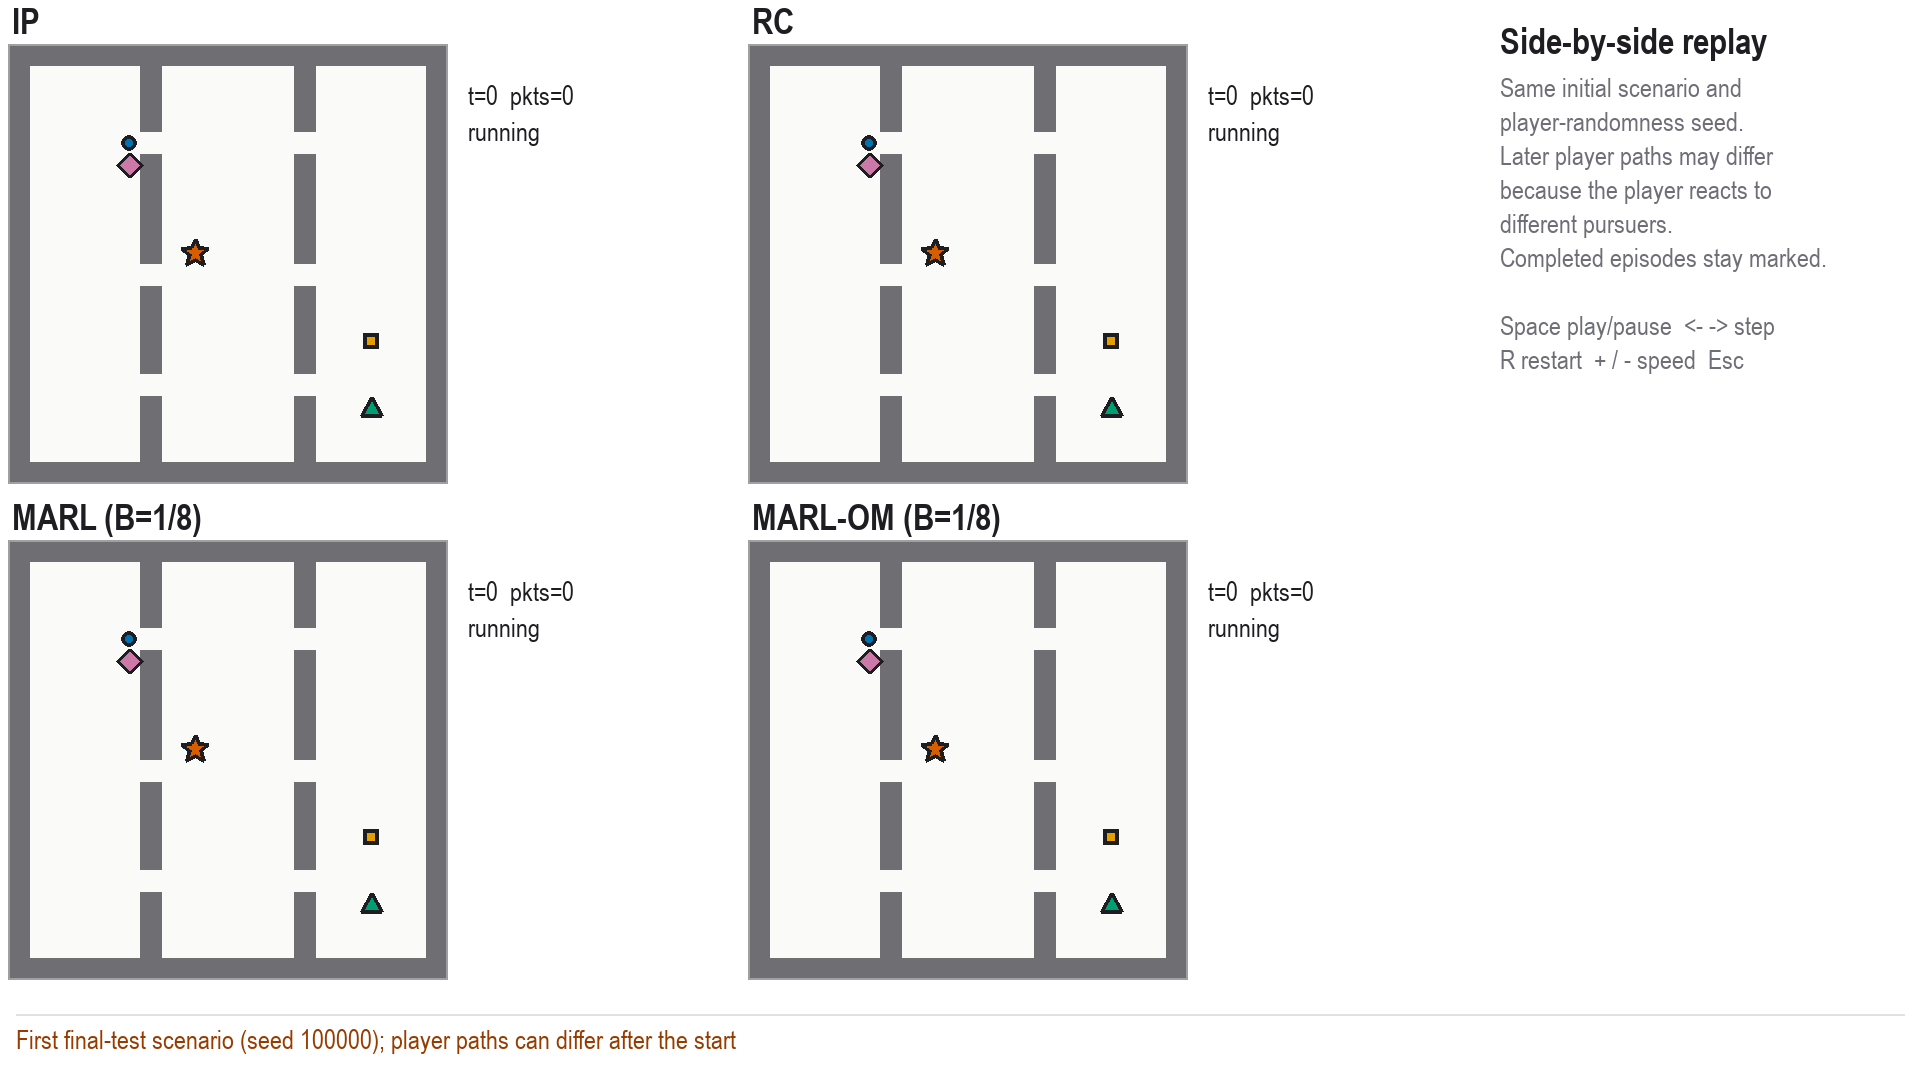 IP
t=0 pkts=0
running
RC
t=0 pkts=0
running
Side-by-side replay
Same initial scenario and
player-randomness seed.
Later player paths may differ
because the player reacts to
different pursuers.
Completed episodes stay marked.
Space play/pause <- -> step
R restart + / - speed Esc
MARL (B=1/8)
t=0 pkts=0
running
MARL-OM (B=1/8)
t=0 pkts=0
running
First final-test scenario (seed 100000); player paths can differ after the start